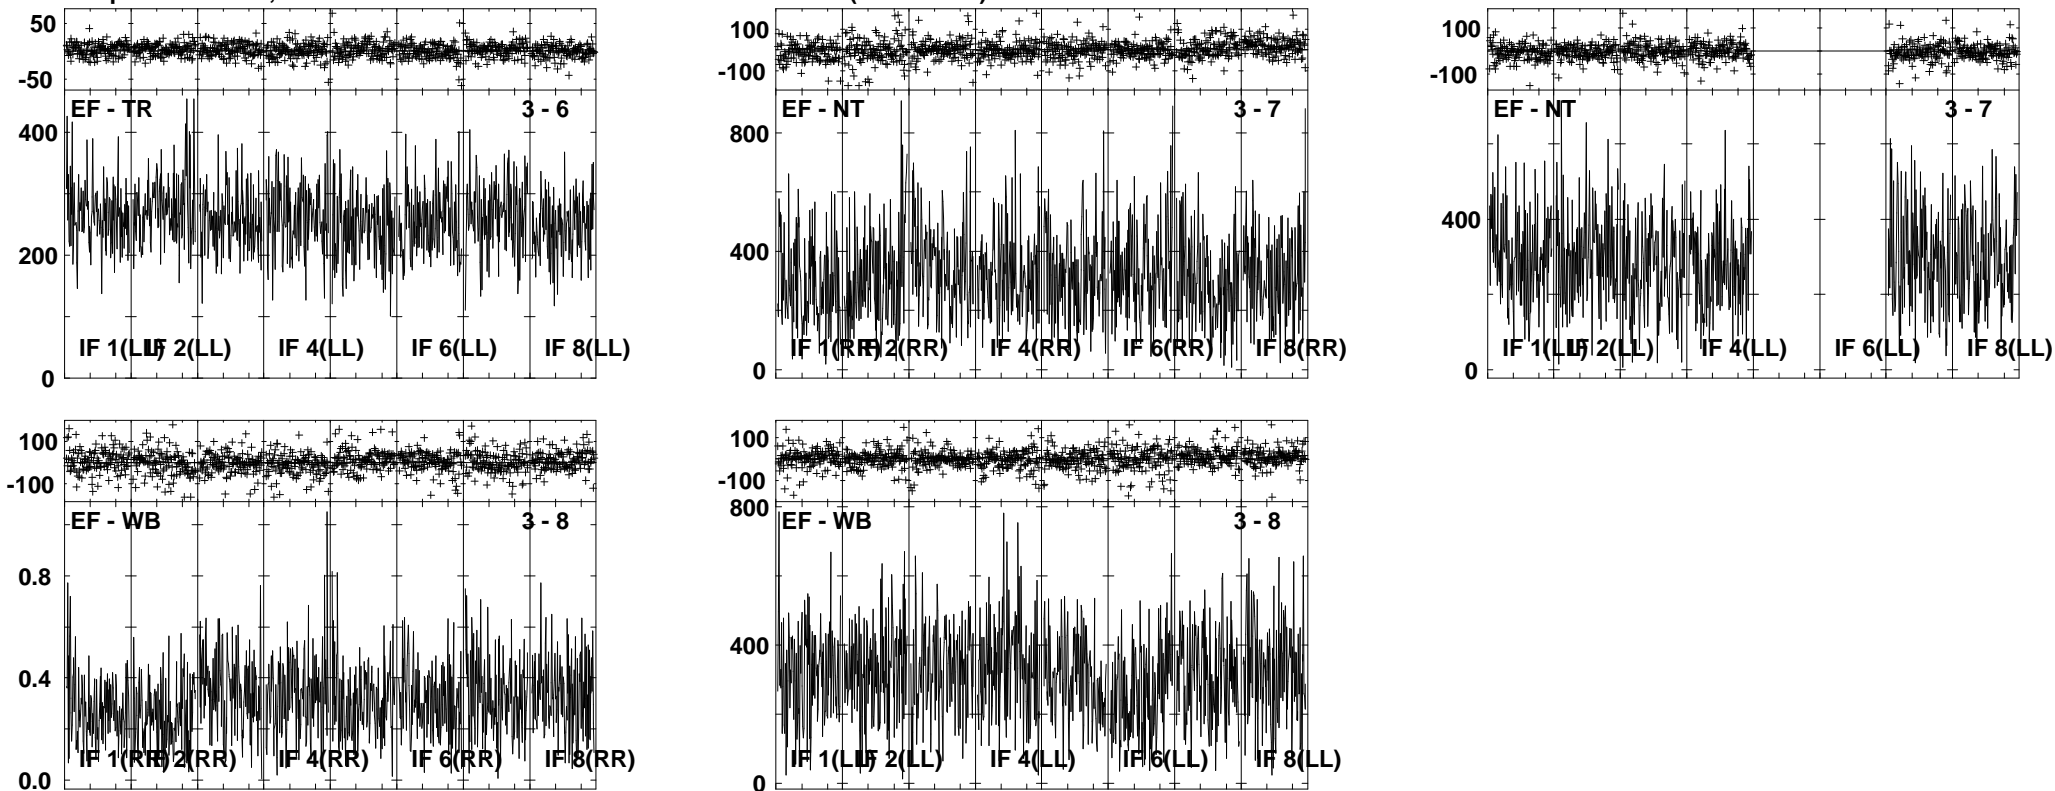 50
-50
EF - TR 3 - 6
400
200
0
IF 1(LL) IF 2(LL) IF 4(LL) IF 6(LL) IF 8(LL)
100
-100
EF - NT 3 - 7
800
400
0
IF 1(RR) IF 2(RR) IF 4(RR) IF 6(RR) IF 8(RR)
100
-100
EF - NT 3 - 7
400
0
IF 1(LL) IF 2(LL) IF 4(LL) IF 6(LL) IF 8(LL)
100
-100
EF - WB 3 - 8
0.8
0.4
0.0
IF 1(RR) IF 2(RR) IF 4(RR) IF 6(RR) IF 8(RR)
100
-100
800
EF - WB 3 - 8
400
0
IF 1(LL) IF 2(LL) IF 4(LL) IF 6(LL) IF 8(LL)